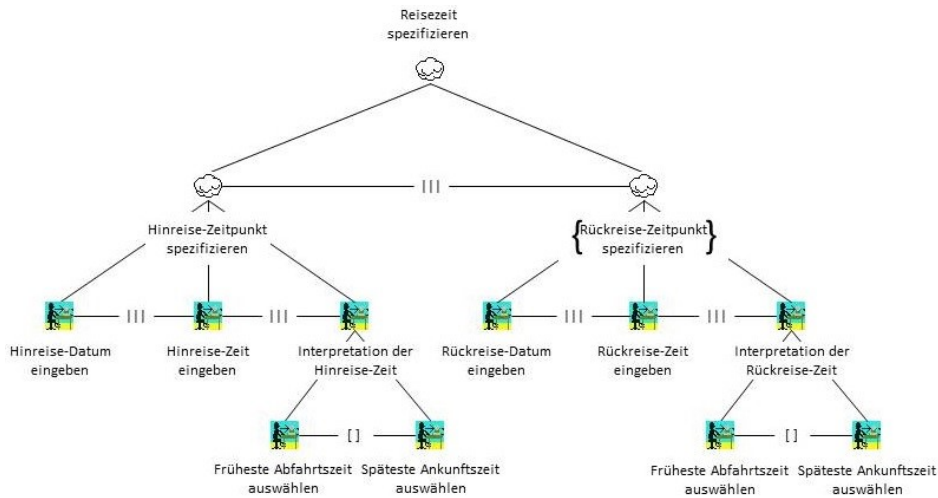 Reisezeit
spezifizieren
|||
Hinreise-Zeitpunkt
spezifizieren
{Rückreise-Zeitpunkt}
spezifizieren
||| ||| ||| |||
Hinreise-Datum
eingeben
Hinreise-Zeit
eingeben
Interpretation der
Hinreise-Zeit
Rückreise-Datum
eingeben
Rückreise-Zeit
eingeben
Interpretation der
Rückreise-Zeit
[] []
Früheste Abfahrtszeit
auswählen
Späteste Ankunftszeit
auswählen
Früheste Abfahrtszeit
auswählen
Späteste Ankunftszeit
auswählen